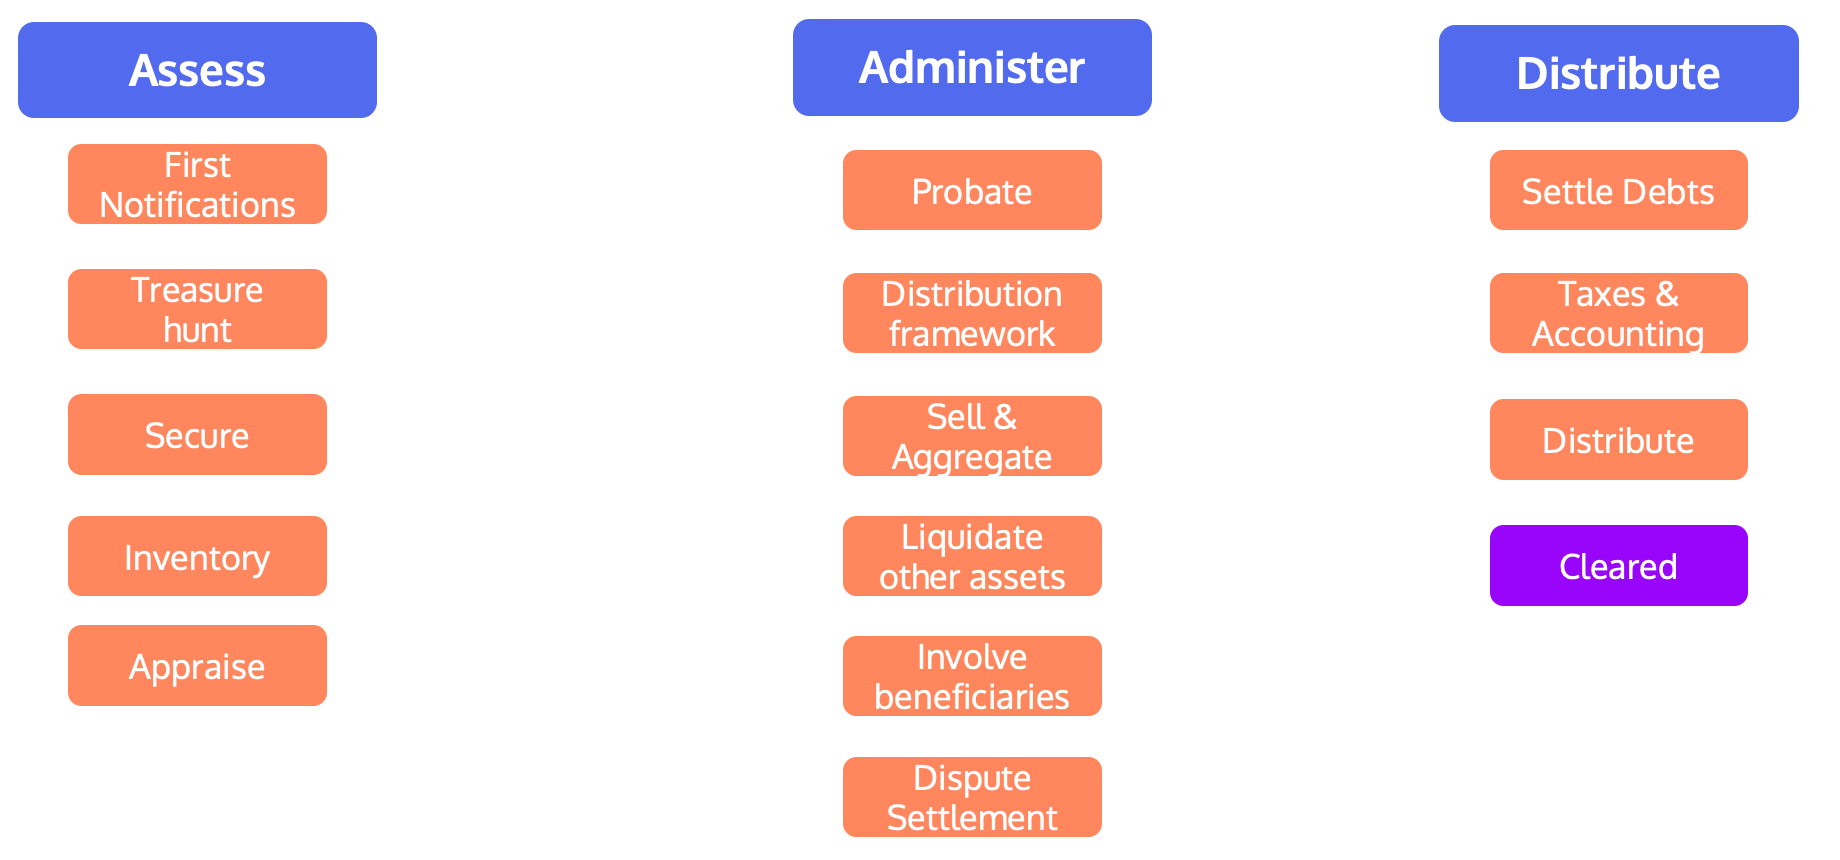 Assess
First
Notifications
Treasure
hunt
Secure
Inventory
Appraise
Administer
Probate
Distribution
framework
Sell &
Aggregate
Liquidate
other assets
Involve
beneficiaries
Dispute
Settlement
Distribute
Settle Debts
Taxes &
Accounting
Distribute
Cleared